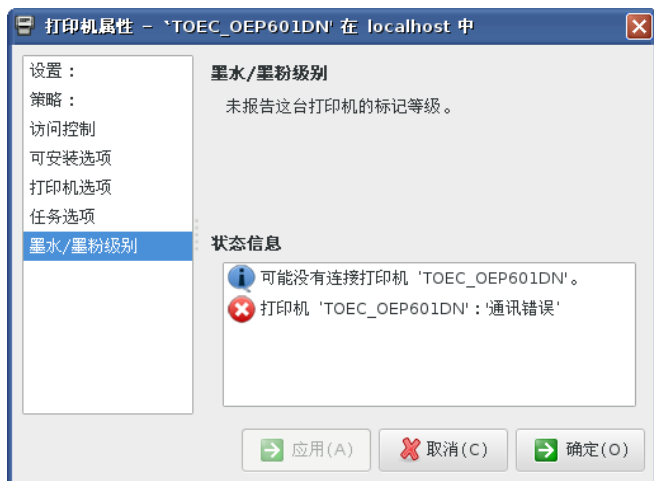 打印机属性 - `TOEC_OEP601DN' 在 localhost 中
设置：
策略：
访问控制
可安装选项
打印机选项
任务选项
墨水/墨粉级别
墨水/墨粉级别
未报告这台打印机的标记等级。
状态信息
可能没有连接打印机 'TOEC_OEP601DN'。
打印机 'TOEC_OEP601DN'：'通讯错误'
应用(A)
取消(C)
确定(O)